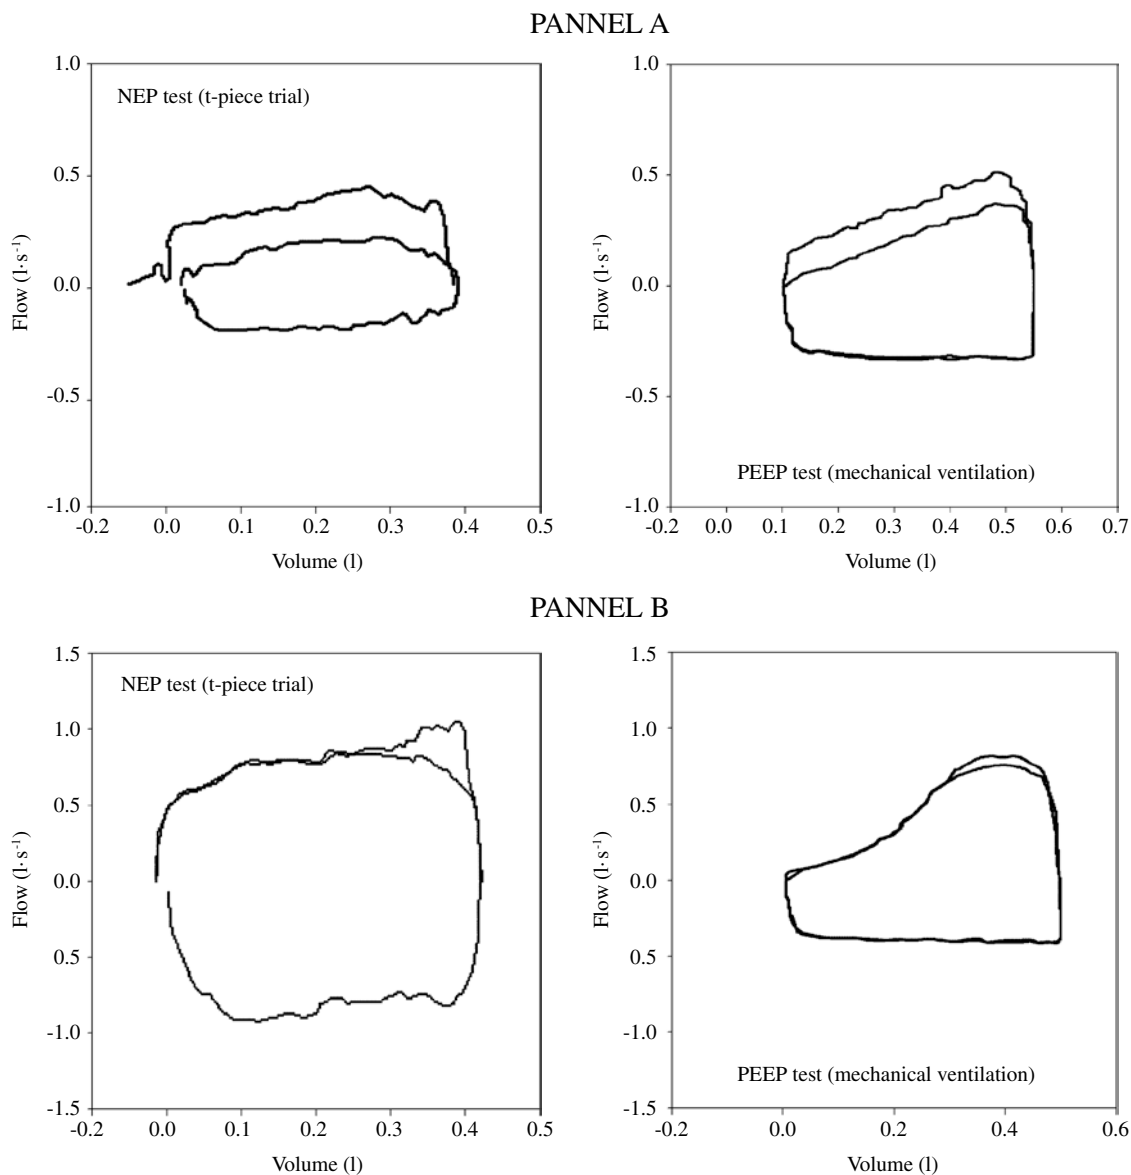 PANNEL A
1.0
0.5
0.0
-0.5
-1.0
Flow (l·s⁻¹)
NEP test (t-piece trial)
-0.2 0.0 0.1 0.2 0.3 0.4 0.5
Volume (l)
1.0
0.5
0.0
-0.5
-1.0
Flow (l·s⁻¹)
PEEP test (mechanical ventilation)
-0.2 0.0 0.1 0.2 0.3 0.4 0.5 0.6 0.7
Volume (l)
PANNEL B
1.5
1.0
0.5
0.0
0.5
-1.0
-1.5
Flow (l·s⁻¹)
NEP test (t-piece trial)
-0.2 0.0 0.1 0.2 0.3 0.4 0.5
Volume (l)
1.5
1.0
0.5
0.0
0.5
-1.0
-1.5
Flow (l·s⁻¹)
PEEP test (mechanical ventilation)
-0.2 0.0 0.2 0.4 0.6
Volume (l)